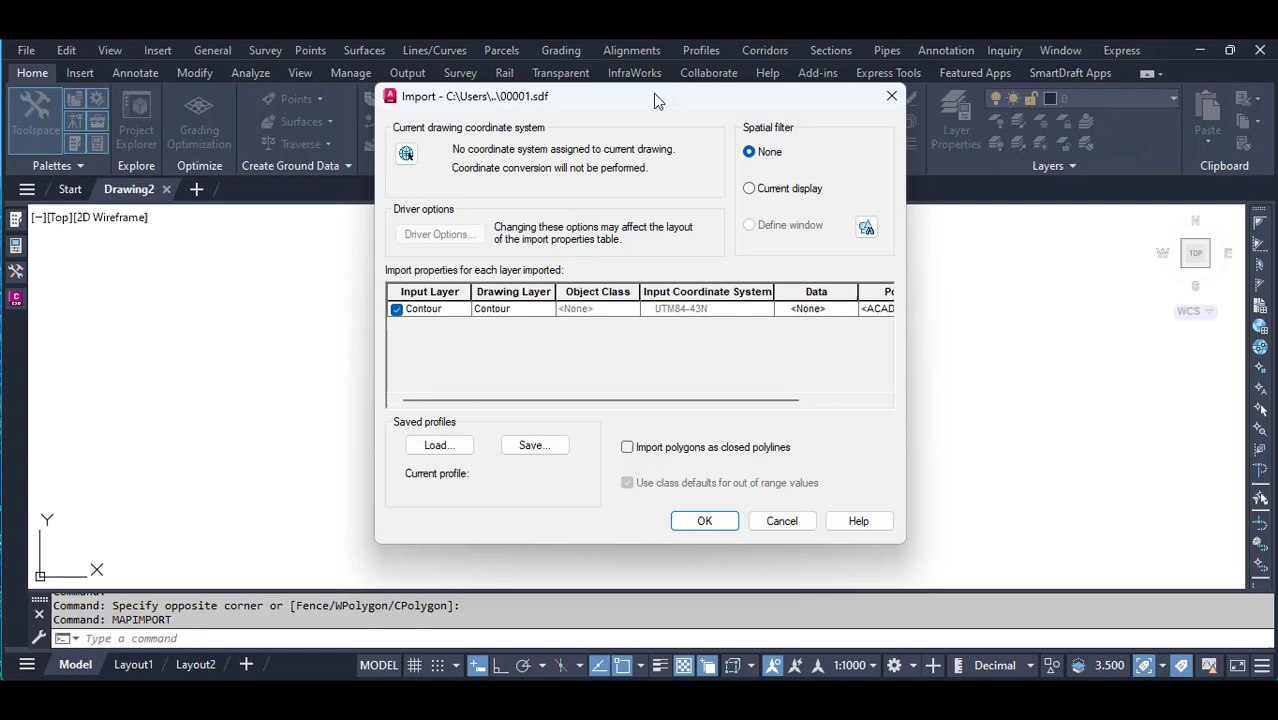 File Edit View Insert General Survey Points Surfaces Lines/Curves Parcels Grading Alignments Profiles Corridors Sections Pipes Annotation Inquiry Window Express
Home Insert Annotate Modify Analyze View Manage Output Survey Rail Transparent InfraWorks Collaborate Help Add-ins Express Tools Featured Apps SmartDraft Apps
Toolspace
Project
Explorer
Grading
Optimization
Points
Surfaces
Traverse
Palettes
Explore
Optimize
Create Ground Data
Layer
Properties
0
Layers
Paste
Clipboard
Start Drawing2
[−][Top][2D Wireframe]
Import - C:\Users\..\00001.sdf
Current drawing coordinate system
No coordinate system assigned to current drawing.
Coordinate conversion will not be performed.
Spatial filter
None
Current display
Define window
Driver options
Driver Options...
Changing these options may affect the layout
of the import properties table.
Import properties for each layer imported:
Input Layer Drawing Layer Object Class Input Coordinate System Data
Contour Contour <None> UTM84-43N <None> <ACAD
Saved profiles
Load... Save...
Current profile:
Import polygons as closed polylines
Use class defaults for out of range values
OK Cancel Help
N
W TOP E
S
WCS
Y
X
Command: Specify opposite corner or [Fence/WPolygon/CPolygon]:
Command: MAPIMPORT
Type a command
Model Layout1 Layout2 MODEL 1:1000 Decimal 3.500